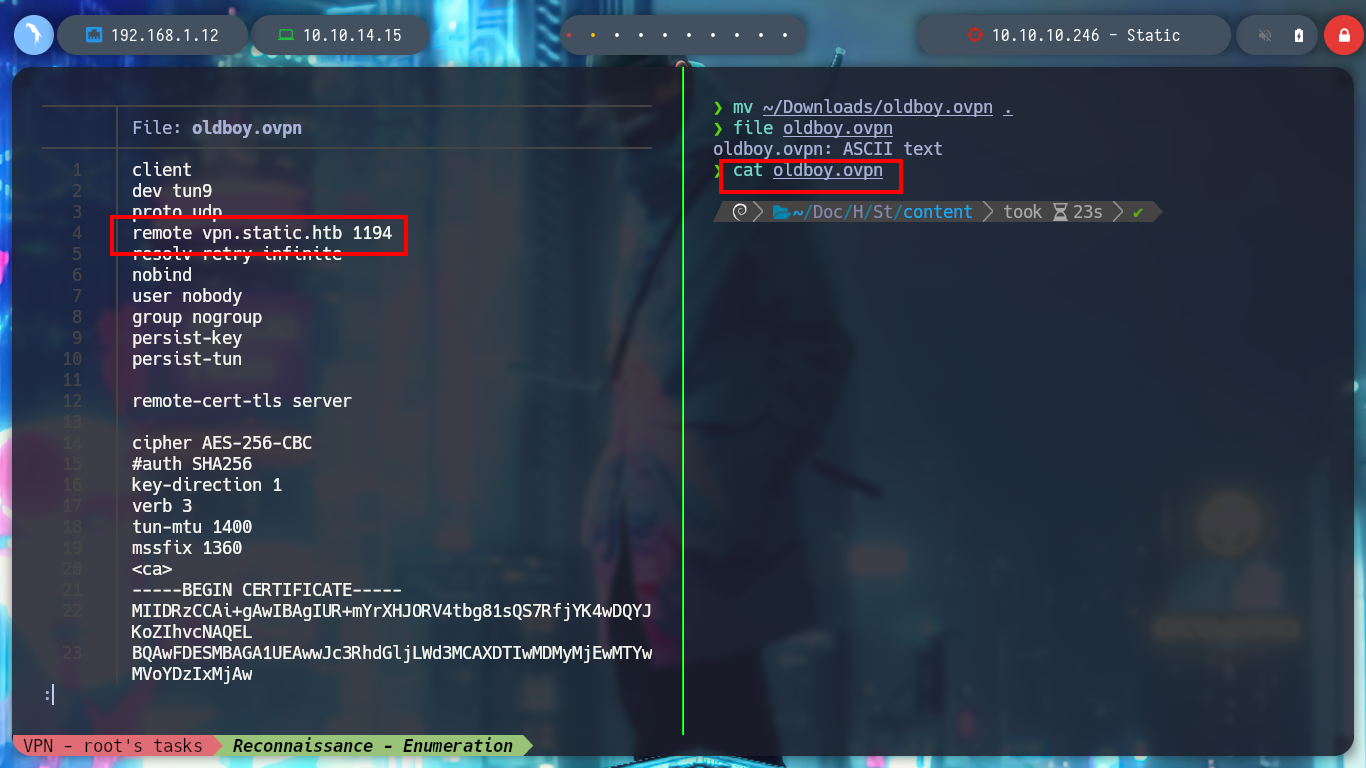 192.168.1.12
10.10.14.15
10.10.10.246 - Static
File: oldboy.ovpn
1 client
2 dev tun9
3 proto udp
4 remote vpn.static.htb 1194
5 resolv-retry infinite
6 nobind
7 user nobody
8 group nogroup
9 persist-key
10 persist-tun
11
12 remote-cert-tls server
13
14 cipher AES-256-CBC
15 #auth SHA256
16 key-direction 1
17 verb 3
18 tun-mtu 1400
19 mssfix 1360
20 <ca>
21 -----BEGIN CERTIFICATE-----
22 MIIDRzCCAi+gAwIBAgIUR+mYrXHJORV4tbg81sQS7RfjYK4wDQYJ
KoZIhvcNAQEL
23 BQAwFDESMBAGA1UEAwwJc3RhdGljLWd3MCAXDTIwMDMyMjEwMTYw
MVoYDzIxMjAw
:
❯ mv ~/Downloads/oldboy.ovpn .
❯ file oldboy.ovpn
oldboy.ovpn: ASCII text
❯ cat oldboy.ovpn
~/Doc/H/St/content took 23s ✔
VPN - root's tasks Reconnaissance - Enumeration